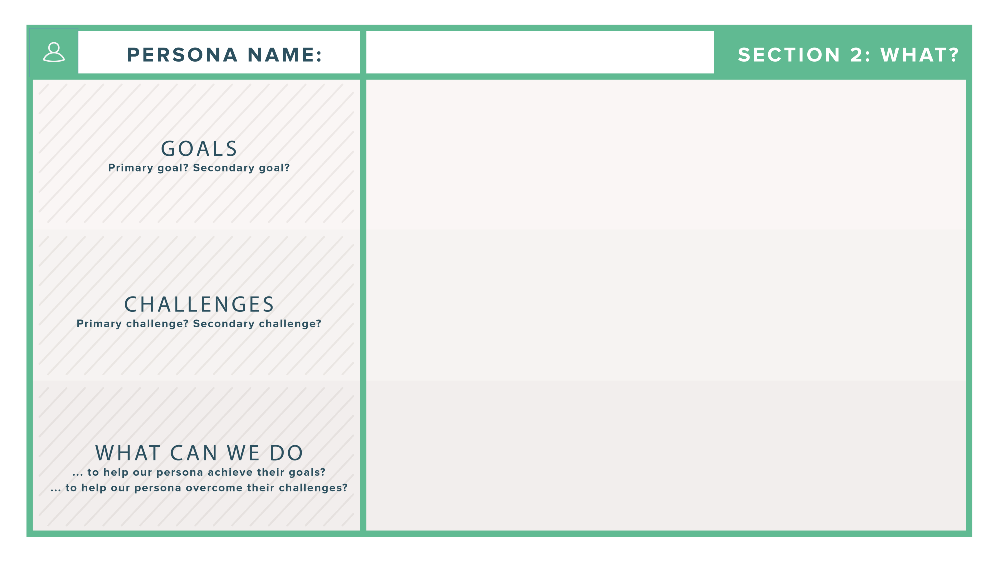 PERSONA NAME:
SECTION 2: WHAT?
GOALS
Primary goal? Secondary goal?
CHALLENGES
Primary challenge? Secondary challenge?
WHAT CAN WE DO
... to help our persona achieve their goals?
... to help our persona overcome their challenges?